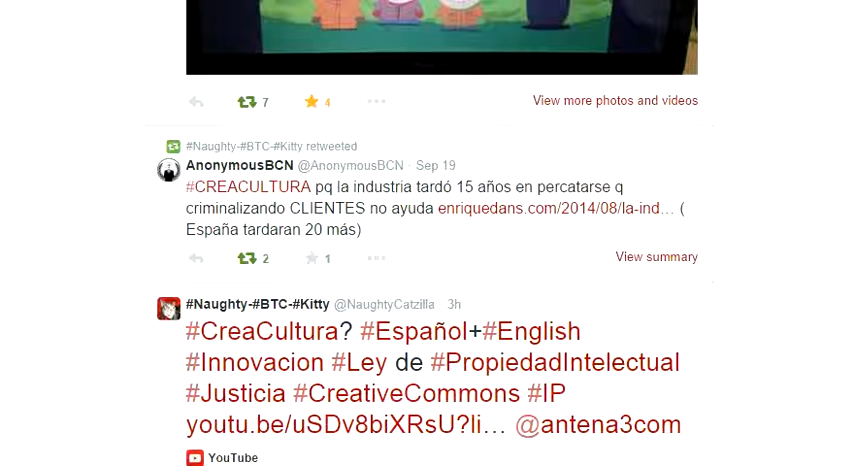 7 4 View more photos and videos
#Naughty-#BTC-#Kitty retweeted
AnonymousBCN @AnonymousBCN · Sep 19
#CREACULTURA pq la industria tardó 15 años en percatarse q
criminalizando CLIENTES no ayuda enriquedans.com/2014/08/la-ind… (
España tardaran 20 más)
2 1 View summary
#Naughty-#BTC-#Kitty @NaughtyCatzilla 3h
#CreaCultura? #Español+#English
#Innovacion #Ley de #PropiedadIntelectual
#Justicia #CreativeCommons #IP
youtu.be/uSDv8biXRsU?li… @antena3com
YouTube